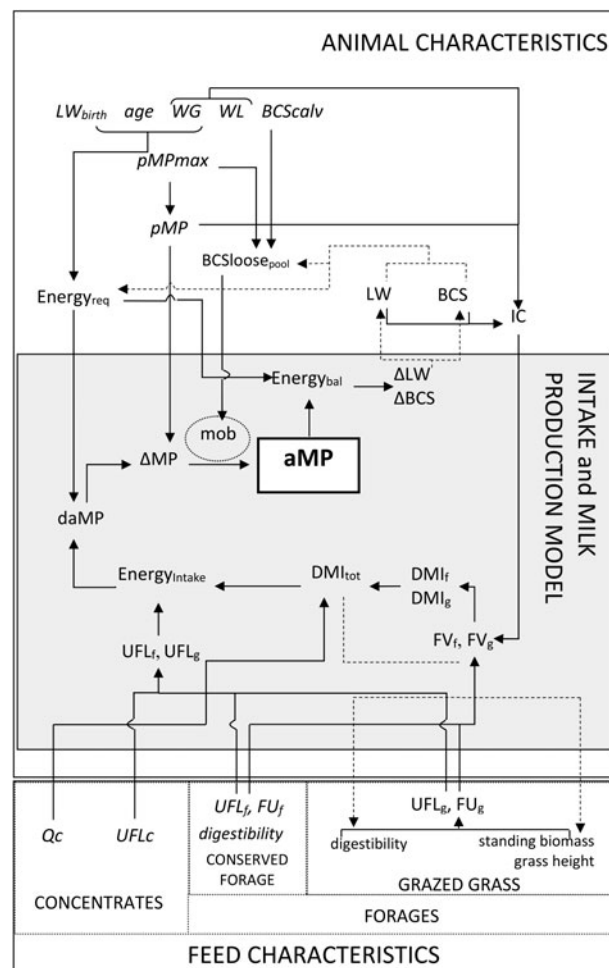 ANIMAL CHARACTERISTICS
LWbirth age WG WL BCScalv
pMPmax
pMP
BCSloosepool
Energyreq
LW BCS
IC
Energybal
ΔLW
ΔBCS
INTAKE and MILK
PRODUCTION MODEL
mob
aMP
ΔMP
daMP
EnergyIntake
DMItot
DMIf
DMIg
FVf, FVg
UFLf, UFLg
UFLf, FUf
digestibility
UFLg, FUg
Qc
UFLc
CONSERVED
FORAGE
digestibility
standing biomass
grass height
GRAZED GRASS
CONCENTRATES
FORAGES
FEED CHARACTERISTICS